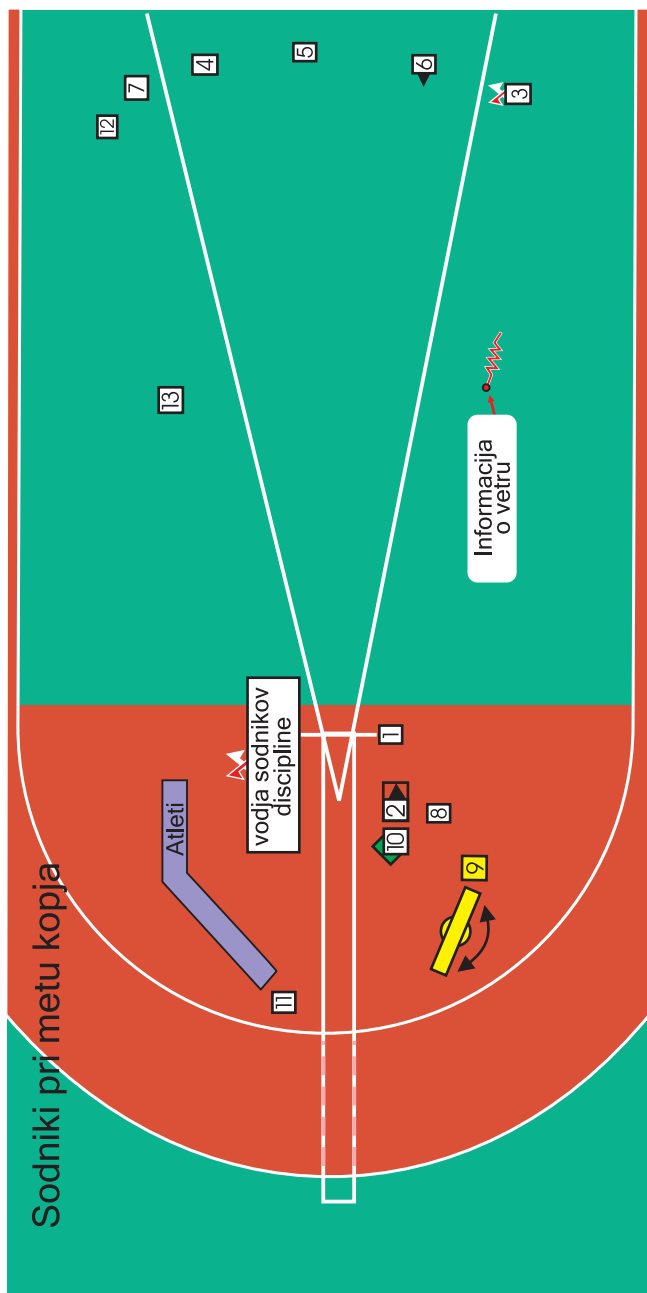 Sodniki pri metu kopja
Atleti
11
vodja sodnikov
discipline
10
2
1
8
9
13
12
7
4
5
6
3
Informacija
o vetru